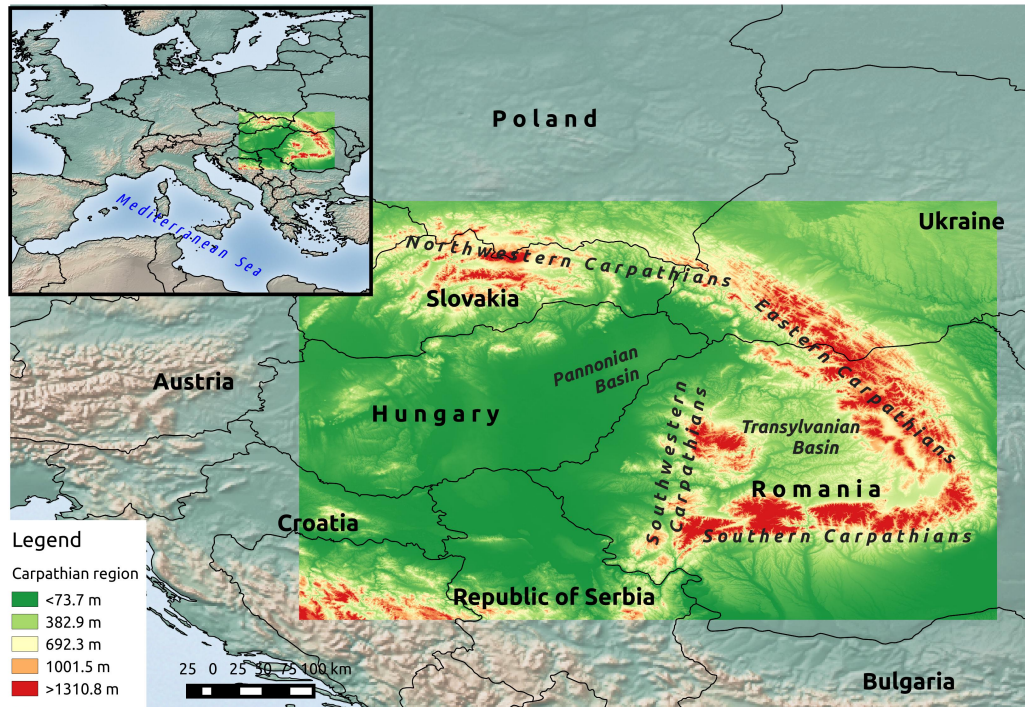 Mediterranean Sea
Poland
Ukraine
Northwestern Carpathians
Slovakia
Eastern Carpathians
Austria
Pannonian
Basin
Hungary
Southwestern
Carpathians
Transylvanian
Basin
Romania
Croatia
Southern Carpathians
Republic of Serbia
Bulgaria
Legend
Carpathian region
<73.7 m
382.9 m
692.3 m
1001.5 m
>1310.8 m
25 0 25 50 75 100 km